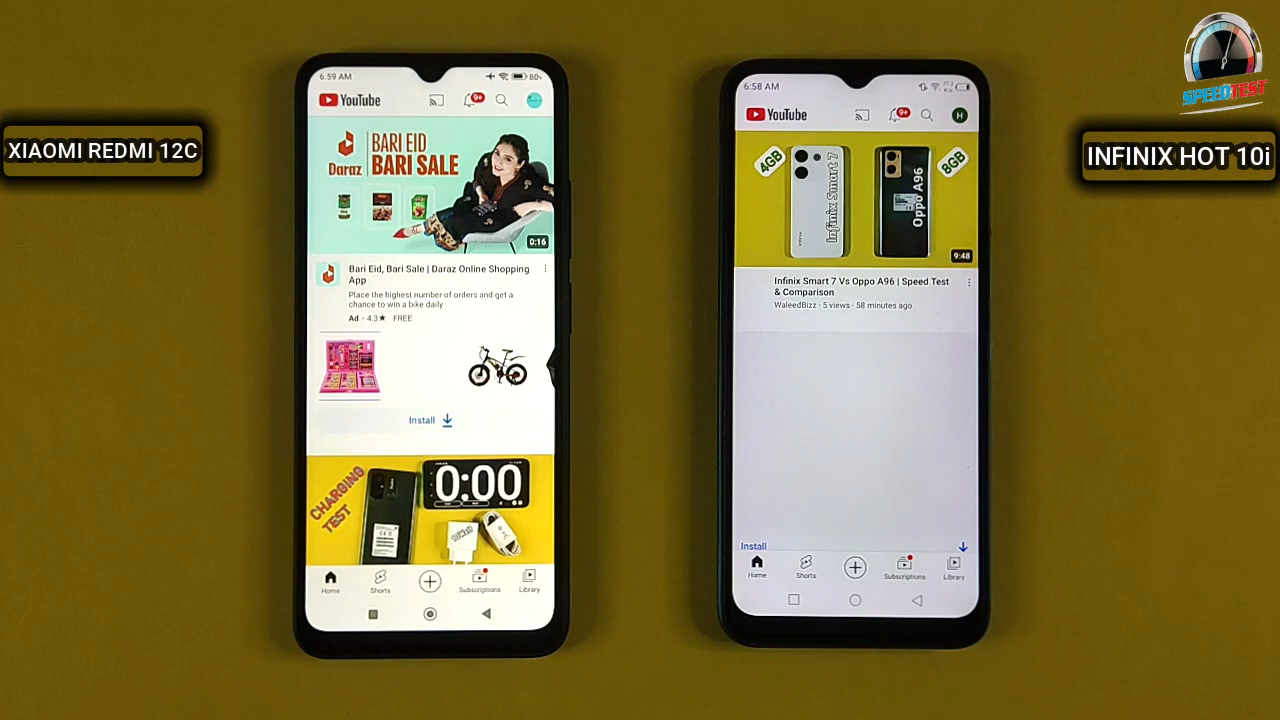 SPEEDTEST
XIAOMI REDMI 12C
INFINIX HOT 10i
6:59 AM
80
YouTube
9+
Daraz
BARI EID
BARI SALE
0:16
Bari Eid, Bari Sale | Daraz Online Shopping
App
Place the highest number of orders and get a
chance to win a bike daily
Ad · 4.3★ FREE
Install
CHARGING
TEST
0:00
Home
Shorts
Subscriptions
Library
6:58 AM
YouTube
9+
H
4GB
Infinix Smart 7
Oppo A96
8GB
9:48
Infinix Smart 7 Vs Oppo A96 | Speed Test
& Comparison
WaleedBizz · 5 views · 58 minutes ago
Install
Home
Shorts
Subscriptions
Library